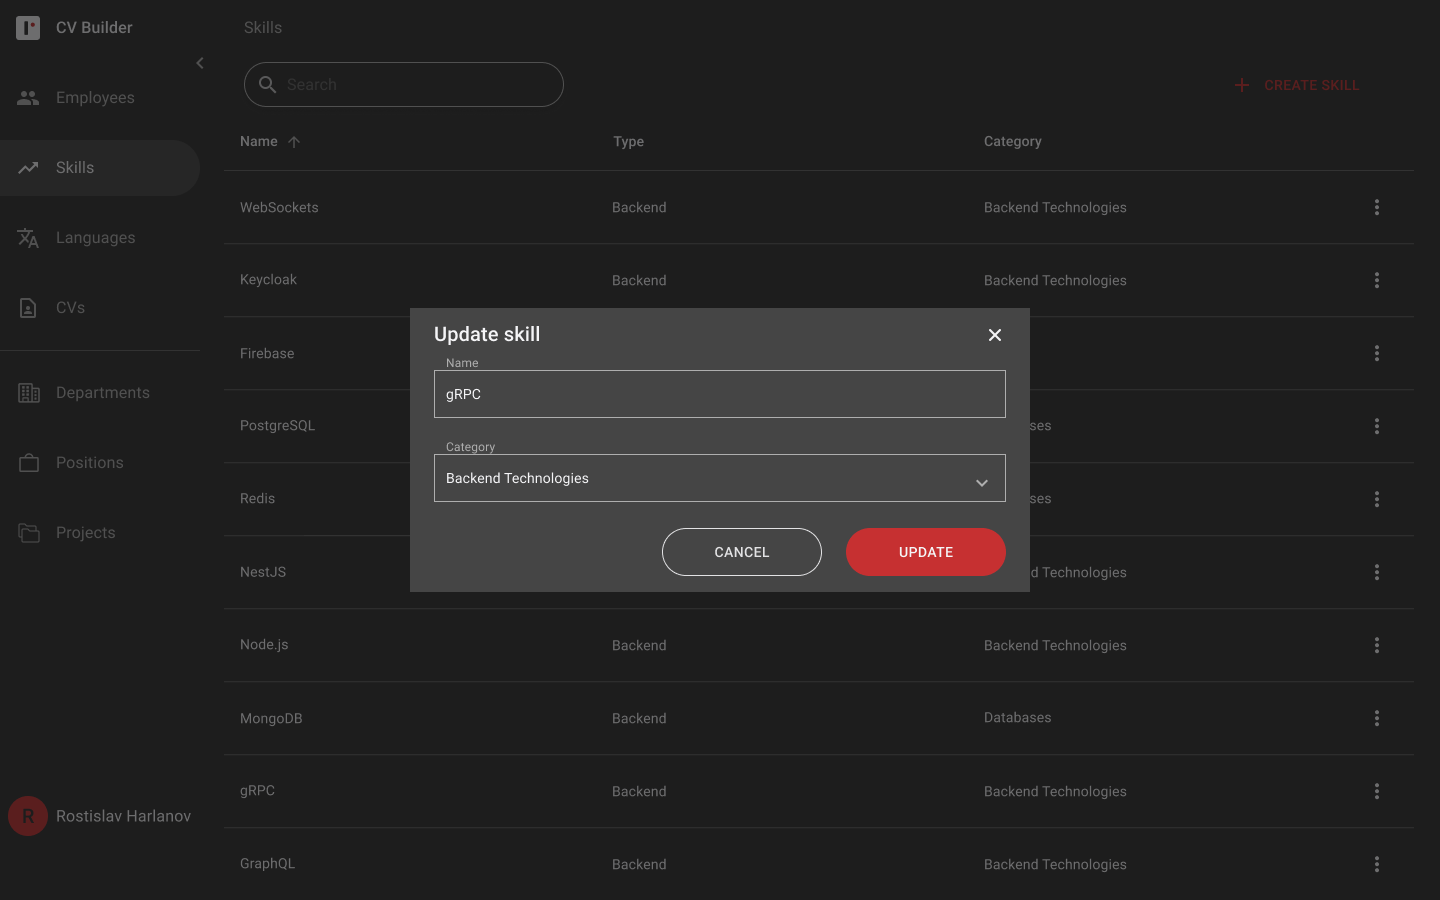 CV Builder
Employees
Skills
Languages
CVs
Departments
Positions
Projects
R Rostislav Harlanov
Skills
Search
CREATE SKILL
Name Type Category
WebSockets Backend Backend Technologies
Keycloak Backend Backend Technologies
Firebase
PostgreSQL ses
Redis ses
NestJS d Technologies
Node.js Backend Backend Technologies
MongoDB Backend Databases
gRPC Backend Backend Technologies
GraphQL Backend Backend Technologies
Update skill
Name
gRPC
Category
Backend Technologies
CANCEL UPDATE